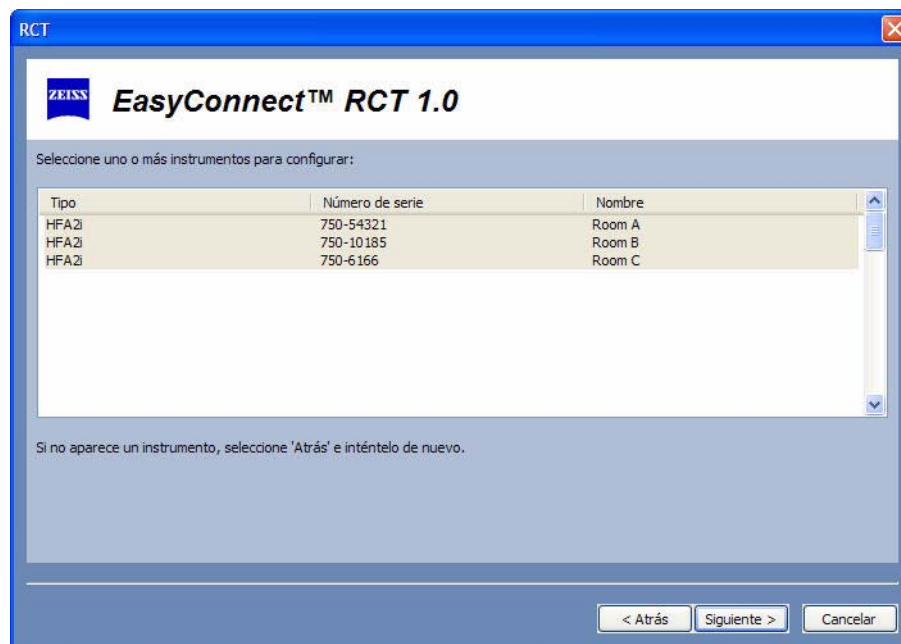 RCT
ZEISS
EasyConnect™ RCT 1.0
Seleccione uno o más instrumentos para configurar:
Tipo Número de serie Nombre
HFA2i 750-54321 Room A
HFA2i 750-10185 Room B
HFA2i 750-6166 Room C
Si no aparece un instrumento, seleccione 'Atrás' e inténtelo de nuevo.
< Atrás Siguiente > Cancelar